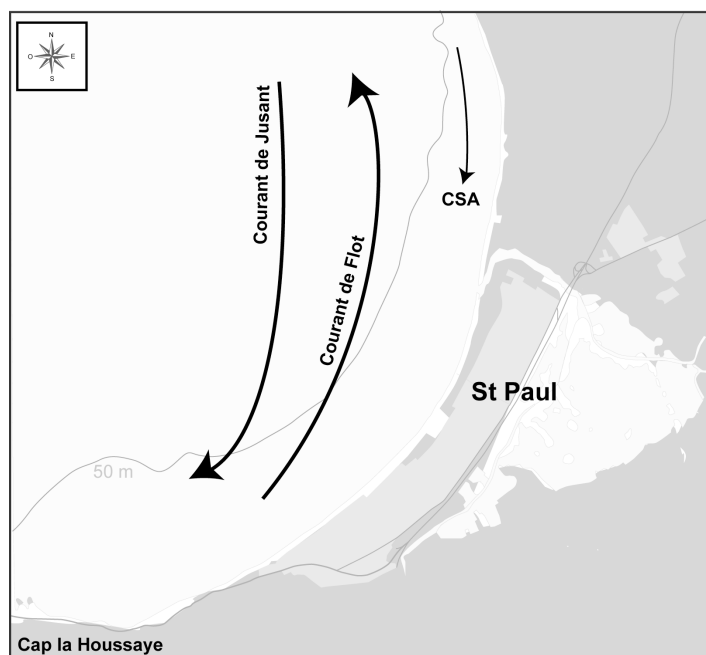 N
O
E
S
Courant de Jusant
Courant de Flot
CSA
St Paul
50 m
Cap la Houssaye